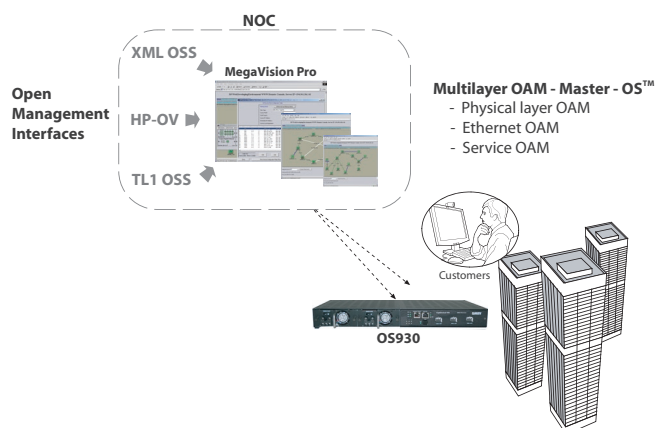 NOC
XML OSS
MegaVision Pro
Open
Management
Interfaces
HP-OV
TL1 OSS
Multilayer OAM - Master - OS™
- Physical layer OAM
- Ethernet OAM
- Service OAM
Customers
OS930